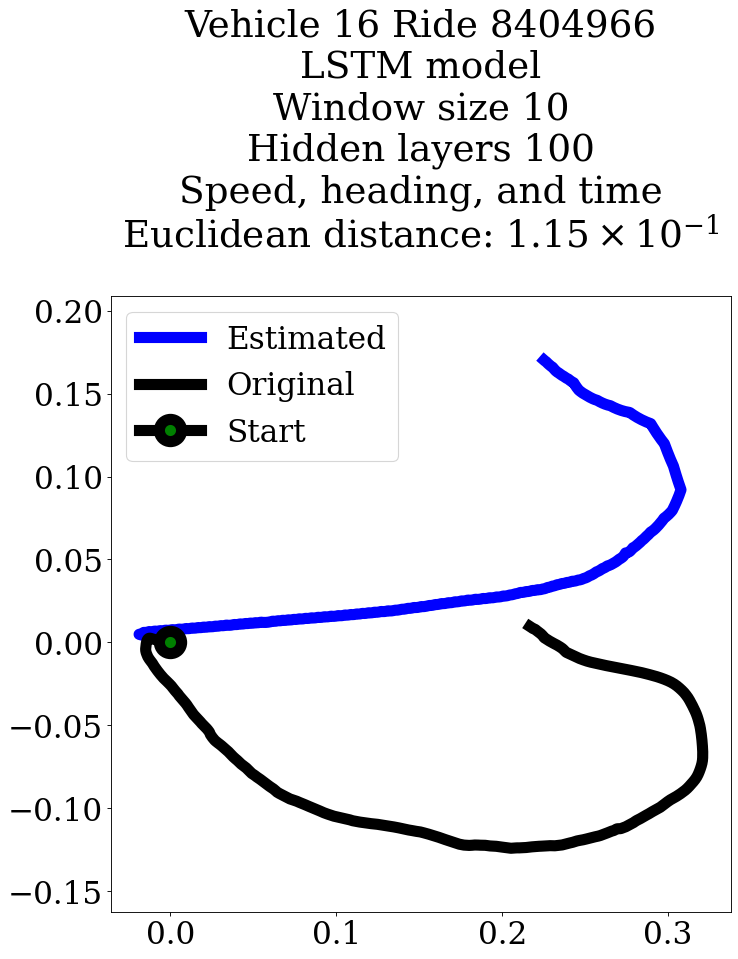 Vehicle 16 Ride 8404966
LSTM model
Window size 10
Hidden layers 100
Speed, heading, and time
Euclidean distance: 1.15 × 10⁻¹
Estimated
Original
Start
0.20
0.15
0.10
0.05
0.00
−0.05
−0.10
−0.15
0.0 0.1 0.2 0.3